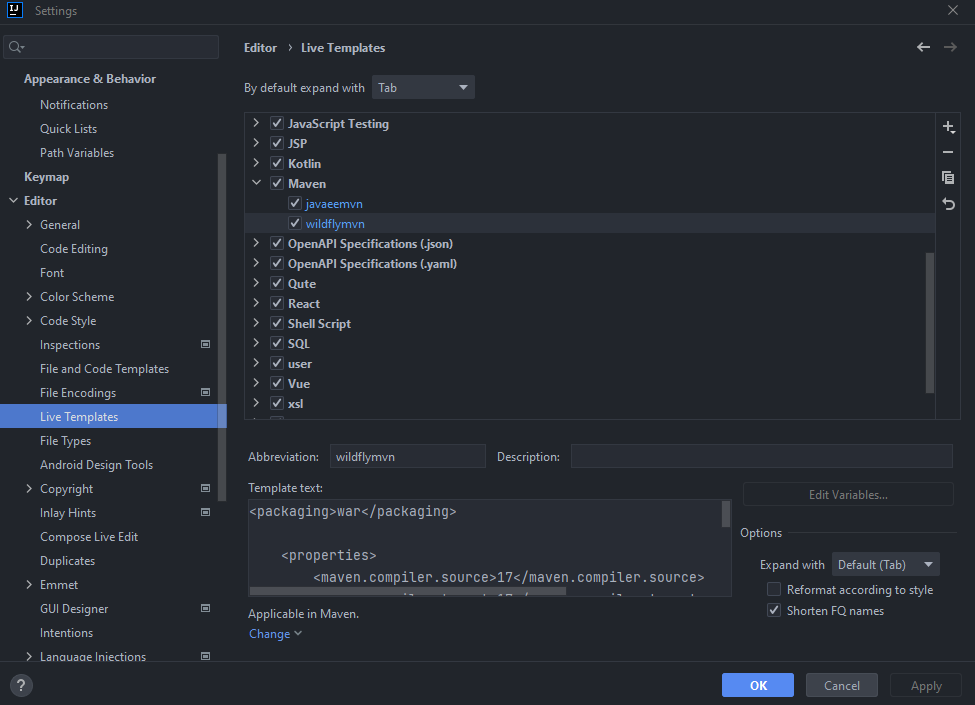 IJ Settings
Appearance & Behavior
Notifications
Quick Lists
Path Variables
Keymap
Editor
General
Code Editing
Font
Color Scheme
Code Style
Inspections
File and Code Templates
File Encodings
Live Templates
File Types
Android Design Tools
Copyright
Inlay Hints
Compose Live Edit
Duplicates
Emmet
GUI Designer
Intentions
Language Injections
?
Editor › Live Templates
By default expand with Tab
JavaScript Testing
JSP
Kotlin
Maven
javaeemvn
wildflymvn
OpenAPI Specifications (.json)
OpenAPI Specifications (.yaml)
Qute
React
Shell Script
SQL
user
Vue
xsl
Abbreviation: wildflymvn Description:
Template text:
<packaging>war</packaging>
<properties>
<maven.compiler.source>17</maven.compiler.source>
Edit Variables...
Options
Expand with Default (Tab)
Reformat according to style
Shorten FQ names
Applicable in Maven.
Change
OK Cancel Apply